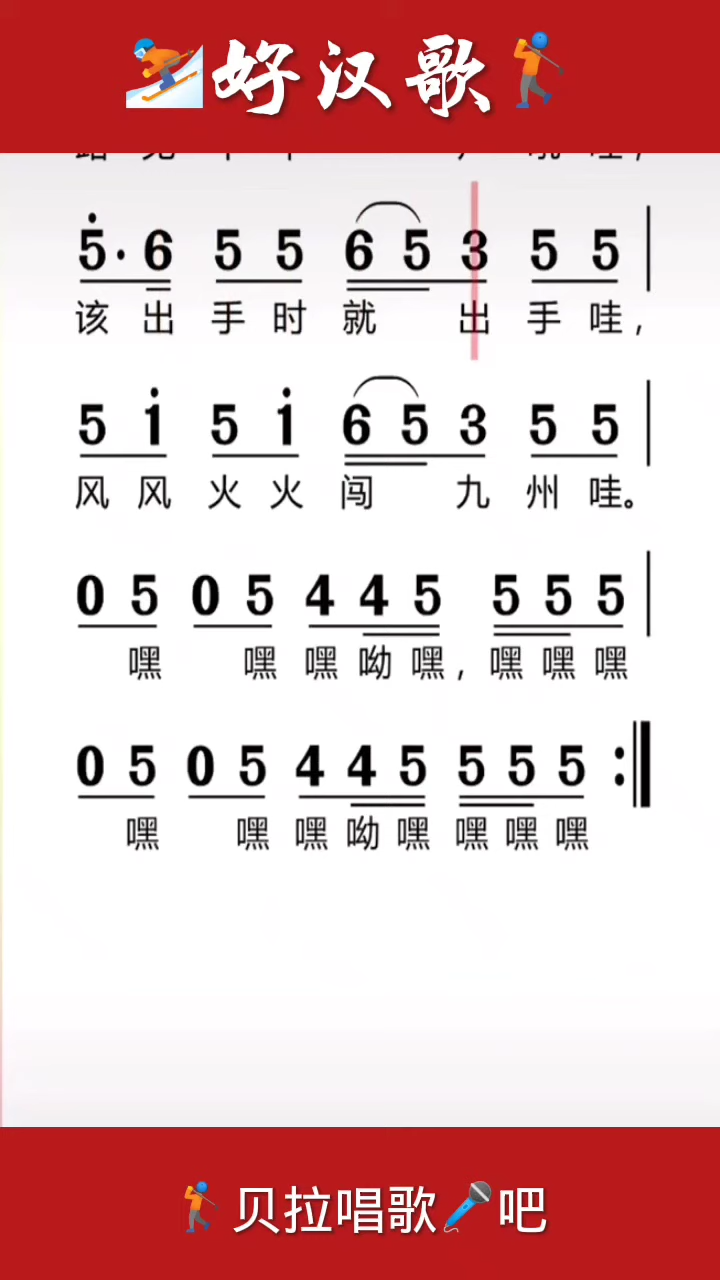 好汉歌
5̇·6 5 5 6 5 3 5 5
该出手时就出手哇，
5 1̇ 5 1̇ 6 5 3 5 5
风风火火闯九州哇。
0 5 0 5 4 4 5 5 5 5
嘿嘿嘿呦嘿，嘿嘿嘿
0 5 0 5 4 4 5 5 5 5
嘿嘿嘿呦嘿嘿嘿嘿
贝拉唱歌🎤吧